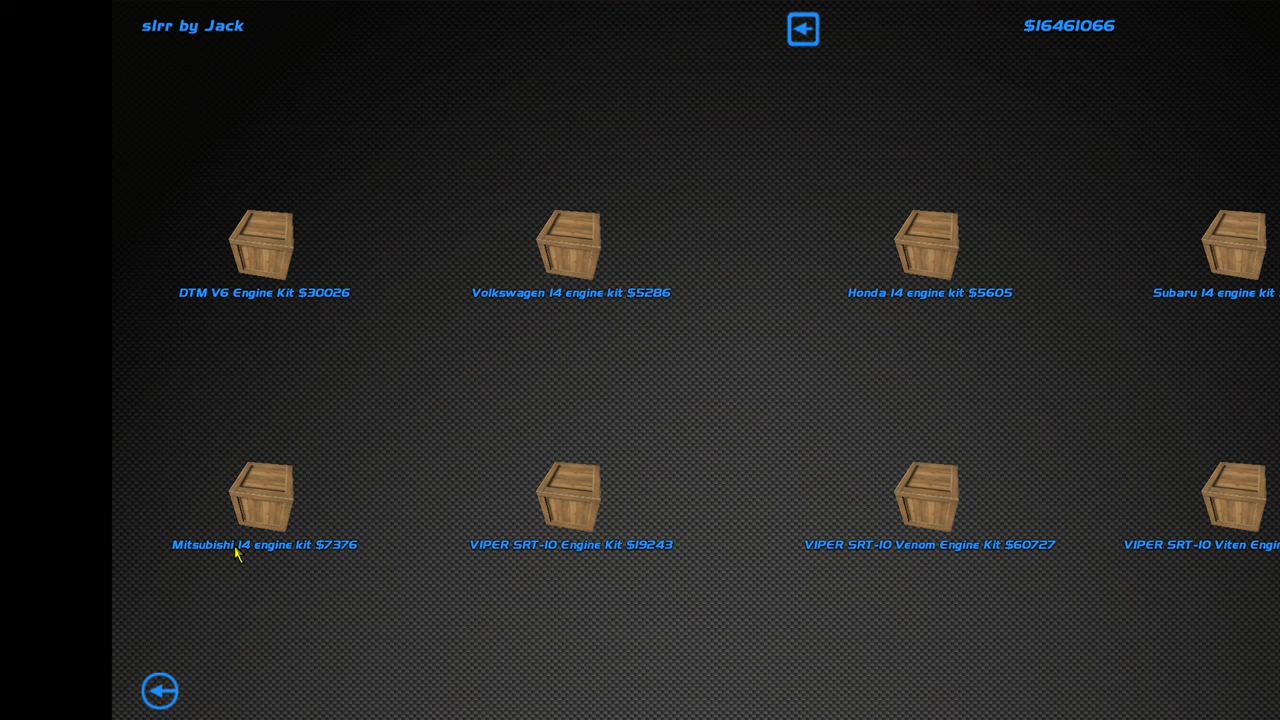 slrr by Jack
$16461066
DTM V6 Engine Kit $30026
Volkswagen I4 engine kit $5286
Honda I4 engine kit $5605
Subaru I4 engine kit
Mitsubishi I4 engine kit $7376
VIPER SRT-10 Engine Kit $19243
VIPER SRT-10 Venom Engine Kit $60727
VIPER SRT-10 Viten